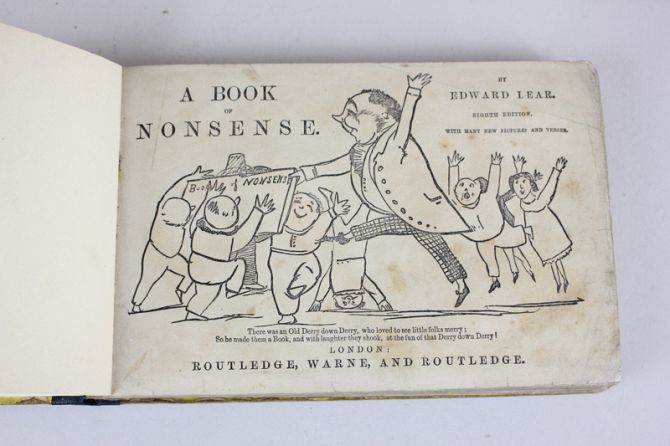 A BOOK
OF
NONSENSE.
BY
EDWARD LEAR.
EIGHTH EDITION,
WITH MANY NEW PICTURES AND VERSES.
Book of NONSENSE
There was an Old Derry down Derry, who loved to see little folks merry;
So he made them a Book, and with laughter they shook, at the fun of that Derry down Derry!
LONDON:
ROUTLEDGE, WARNE, AND ROUTLEDGE.